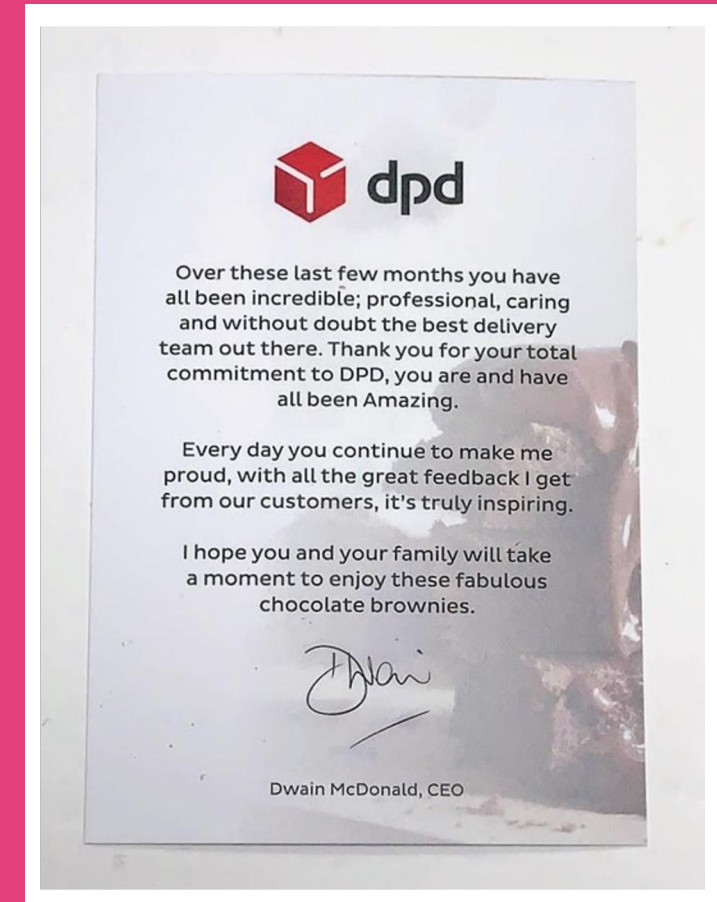 dpd
Over these last few months you have
all been incredible; professional, caring
and without doubt the best delivery
team out there. Thank you for your total
commitment to DPD, you are and have
all been Amazing.
Every day you continue to make me
proud, with all the great feedback I get
from our customers, it's truly inspiring.
I hope you and your family will take
a moment to enjoy these fabulous
chocolate brownies.
Dwain
Dwain McDonald, CEO